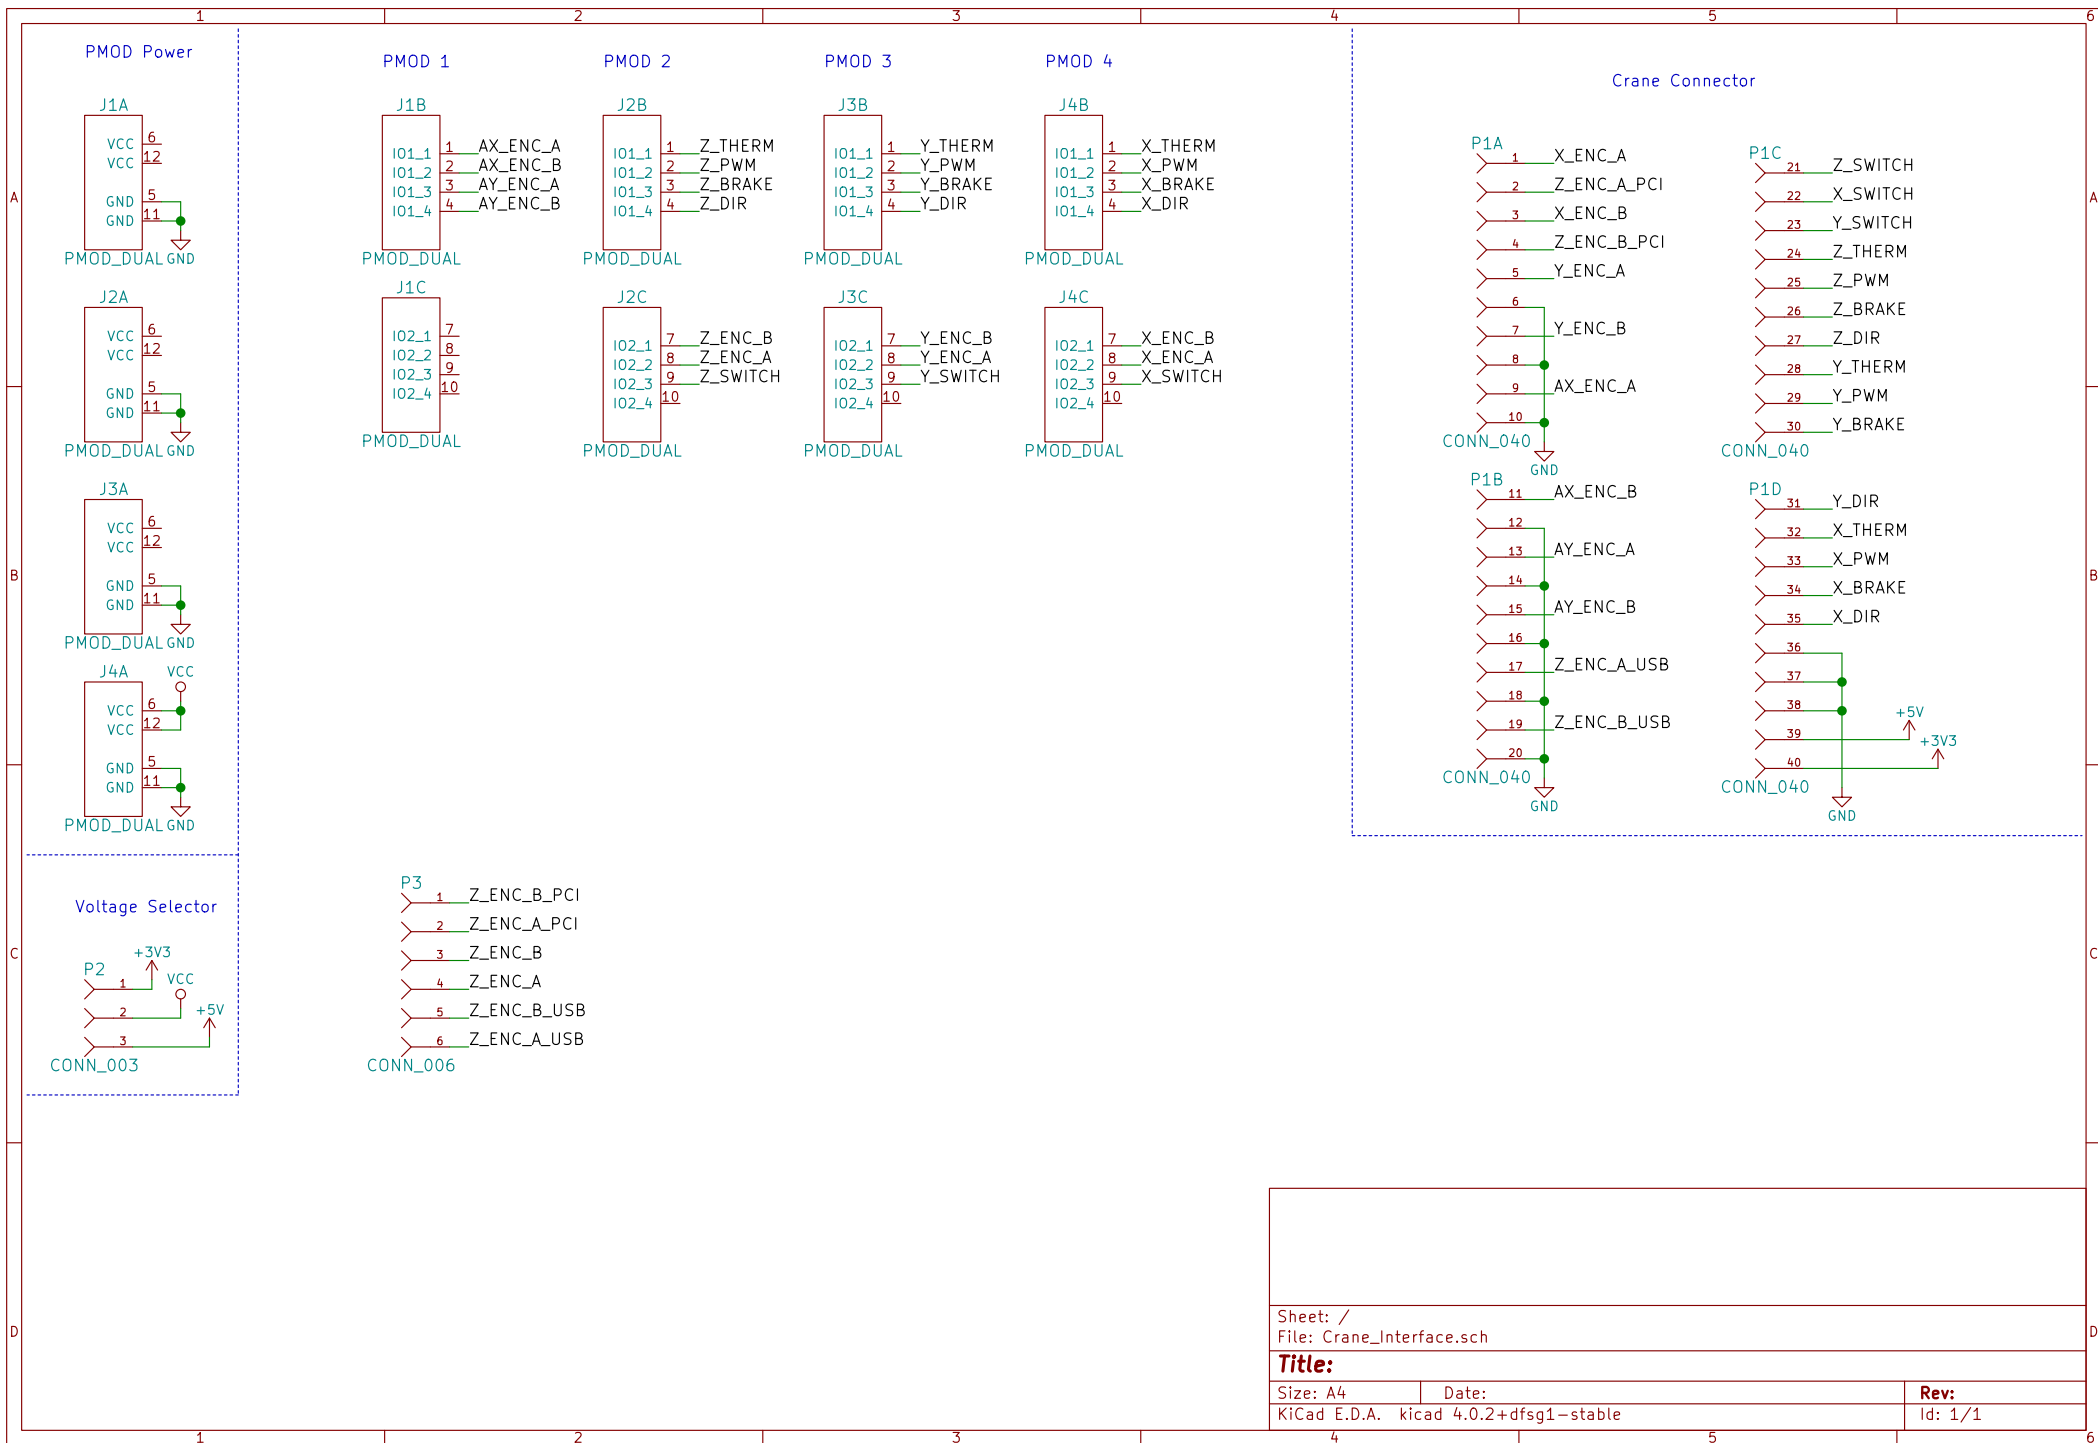 1 2 3 4 5 6
PMOD Power
J1A
VCC 6
VCC 12
GND 5
GND 11
PMOD_DUAL GND
J2A
VCC 6
VCC 12
GND 5
GND 11
PMOD_DUAL GND
J3A
VCC 6
VCC 12
GND 5
GND 11
PMOD_DUAL GND
J4A VCC
VCC 6
VCC 12
GND 5
GND 11
PMOD_DUAL GND
Voltage Selector
P2
1 +3V3
2 VCC
3 +5V
CONN_003
PMOD 1
J1B
IO1_1 1 AX_ENC_A
IO1_2 2 AX_ENC_B
IO1_3 3 AY_ENC_A
IO1_4 4 AY_ENC_B
PMOD_DUAL
J1C
IO2_1 7
IO2_2 8
IO2_3 9
IO2_4 10
PMOD_DUAL
PMOD 2
J2B
IO1_1 1 Z_THERM
IO1_2 2 Z_PWM
IO1_3 3 Z_BRAKE
IO1_4 4 Z_DIR
PMOD_DUAL
J2C
IO2_1 7 Z_ENC_B
IO2_2 8 Z_ENC_A
IO2_3 9 Z_SWITCH
IO2_4 10
PMOD_DUAL
PMOD 3
J3B
IO1_1 1 Y_THERM
IO1_2 2 Y_PWM
IO1_3 3 Y_BRAKE
IO1_4 4 Y_DIR
PMOD_DUAL
J3C
IO2_1 7 Y_ENC_B
IO2_2 8 Y_ENC_A
IO2_3 9 Y_SWITCH
IO2_4 10
PMOD_DUAL
PMOD 4
J4B
IO1_1 1 X_THERM
IO1_2 2 X_PWM
IO1_3 3 X_BRAKE
IO1_4 4 X_DIR
PMOD_DUAL
J4C
IO2_1 7 X_ENC_B
IO2_2 8 X_ENC_A
IO2_3 9 X_SWITCH
IO2_4 10
PMOD_DUAL
P3
1 Z_ENC_B_PCI
2 Z_ENC_A_PCI
3 Z_ENC_B
4 Z_ENC_A
5 Z_ENC_B_USB
6 Z_ENC_A_USB
CONN_006
Crane Connector
P1A
1 X_ENC_A
2 Z_ENC_A_PCI
3 X_ENC_B
4 Z_ENC_B_PCI
5 Y_ENC_A
6
7 Y_ENC_B
8
9 AX_ENC_A
10
CONN_040
GND
P1B
11 AX_ENC_B
12
13 AY_ENC_A
14
15 AY_ENC_B
16
17 Z_ENC_A_USB
18
19 Z_ENC_B_USB
20
CONN_040
GND
P1C
21 Z_SWITCH
22 X_SWITCH
23 Y_SWITCH
24 Z_THERM
25 Z_PWM
26 Z_BRAKE
27 Z_DIR
28 Y_THERM
29 Y_PWM
30 Y_BRAKE
CONN_040
P1D
31 Y_DIR
32 X_THERM
33 X_PWM
34 X_BRAKE
35 X_DIR
36
37
38
39 +5V
40 +3V3
CONN_040
GND
A A
B B
C C
D D
Sheet: /
File: Crane_Interface.sch
Title:
Size: A4 Date: Rev:
KiCad E.D.A. kicad 4.0.2+dfsg1-stable Id: 1/1
1 2 3 4 5 6